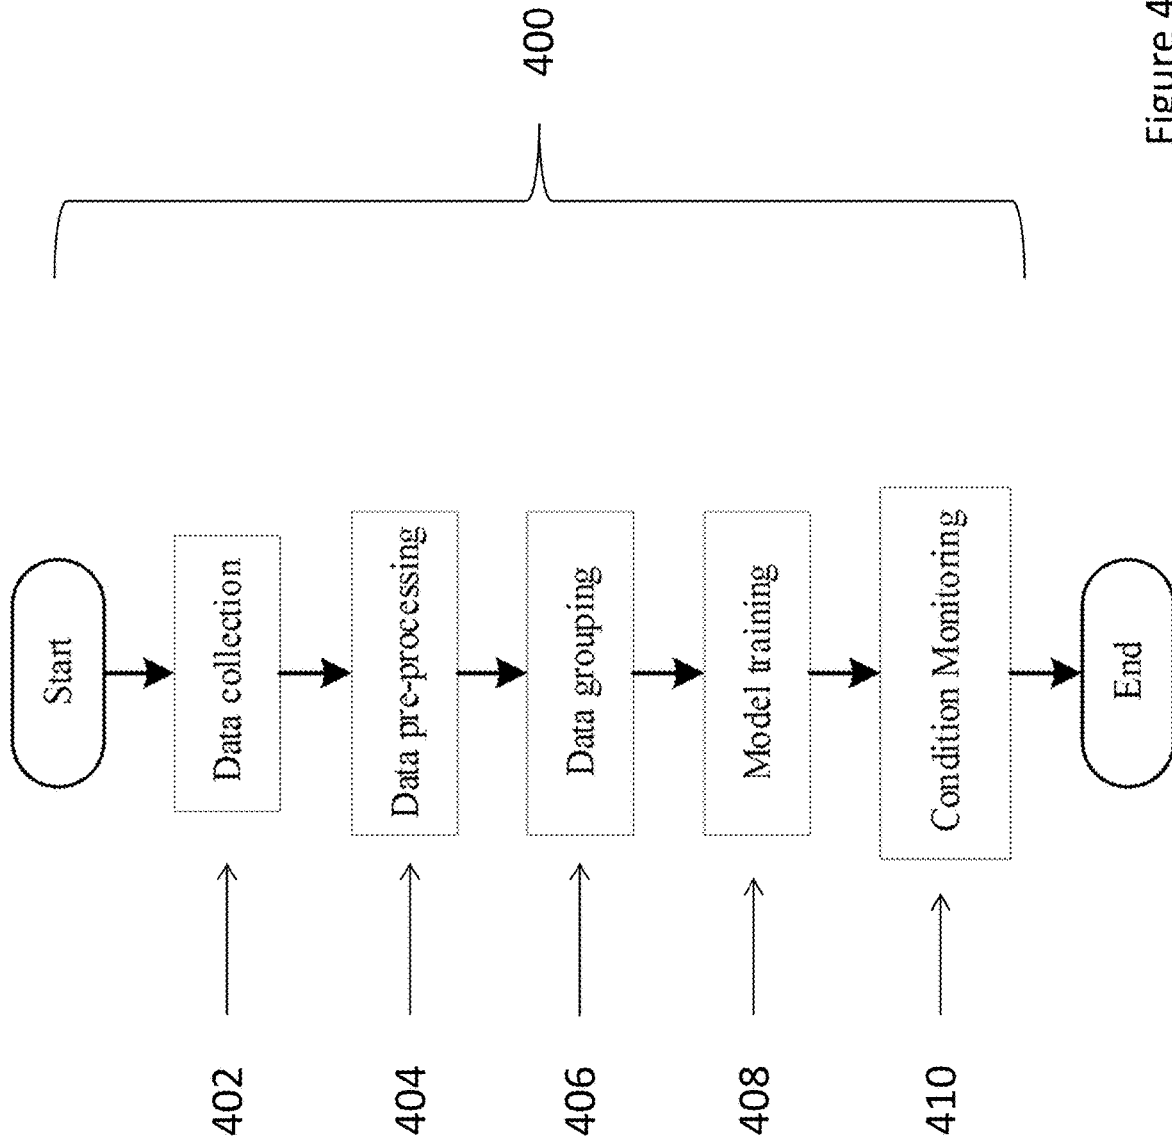 400
Start
402
Data collection
404
Data pre-processing
406
Data grouping
408
Model training
410
Condition Monitoring
End
Figure 4